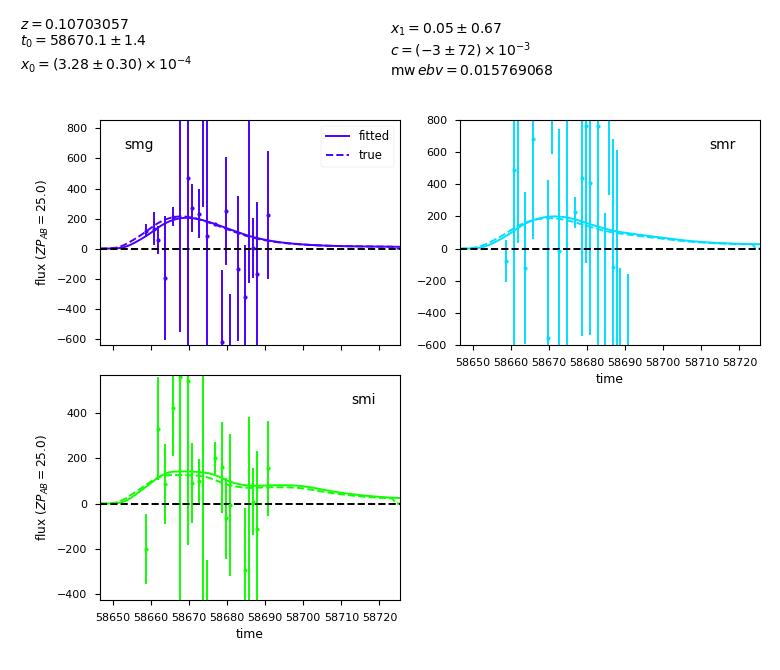 z = 0.10703057
t₀ = 58670.1 ± 1.4
x₀ = (3.28 ± 0.30) × 10⁻⁴
x₁ = 0.05 ± 0.67
c = (−3 ± 72) × 10⁻³
mw ebv = 0.015769068
smg
fitted
true
flux (ZP_AB = 25.0)
800
600
400
200
0
−200
−400
−600
smr
800
600
400
200
0
−200
−400
−600
58650 58660 58670 58680 58690 58700 58710 58720
time
smi
flux (ZP_AB = 25.0)
400
200
0
−200
−400
58650 58660 58670 58680 58690 58700 58710 58720
time